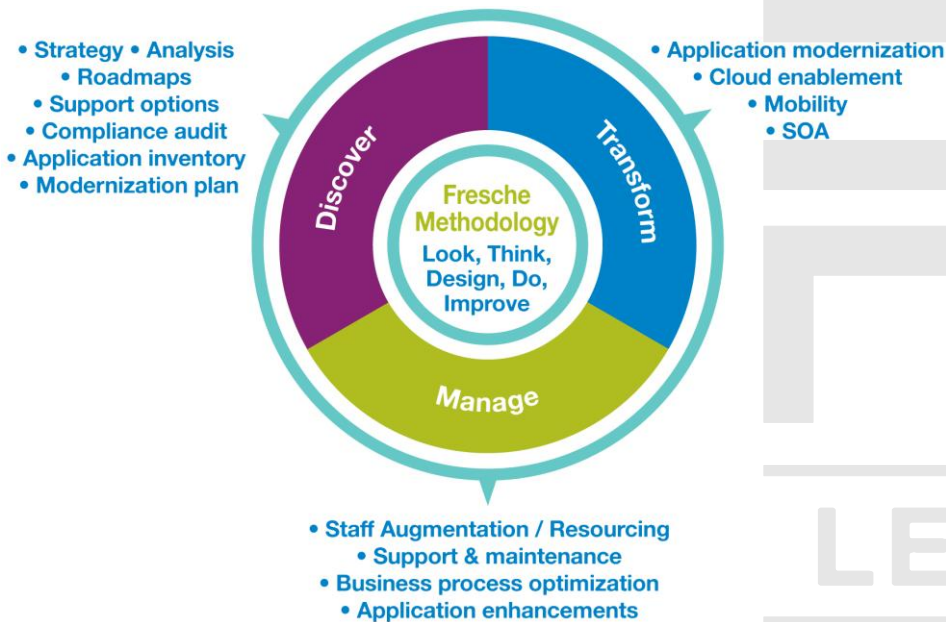 • Strategy • Analysis
• Roadmaps
• Support options
• Compliance audit
• Application inventory
• Modernization plan
• Application modernization
• Cloud enablement
• Mobility
• SOA
Discover
Transform
Manage
Fresche
Methodology
Look, Think,
Design, Do,
Improve
• Staff Augmentation / Resourcing
• Support & maintenance
• Business process optimization
• Application enhancements
LE